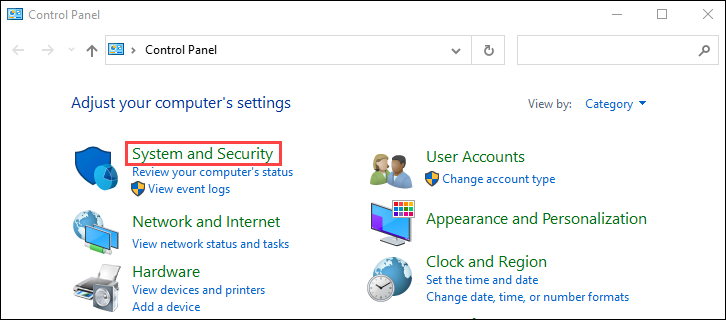 Control Panel
Control Panel
Adjust your computer's settings
View by: Category
System and Security
Review your computer's status
View event logs
Network and Internet
View network status and tasks
Hardware
View devices and printers
Add a device
User Accounts
Change account type
Appearance and Personalization
Clock and Region
Set the time and date
Change date, time, or number formats